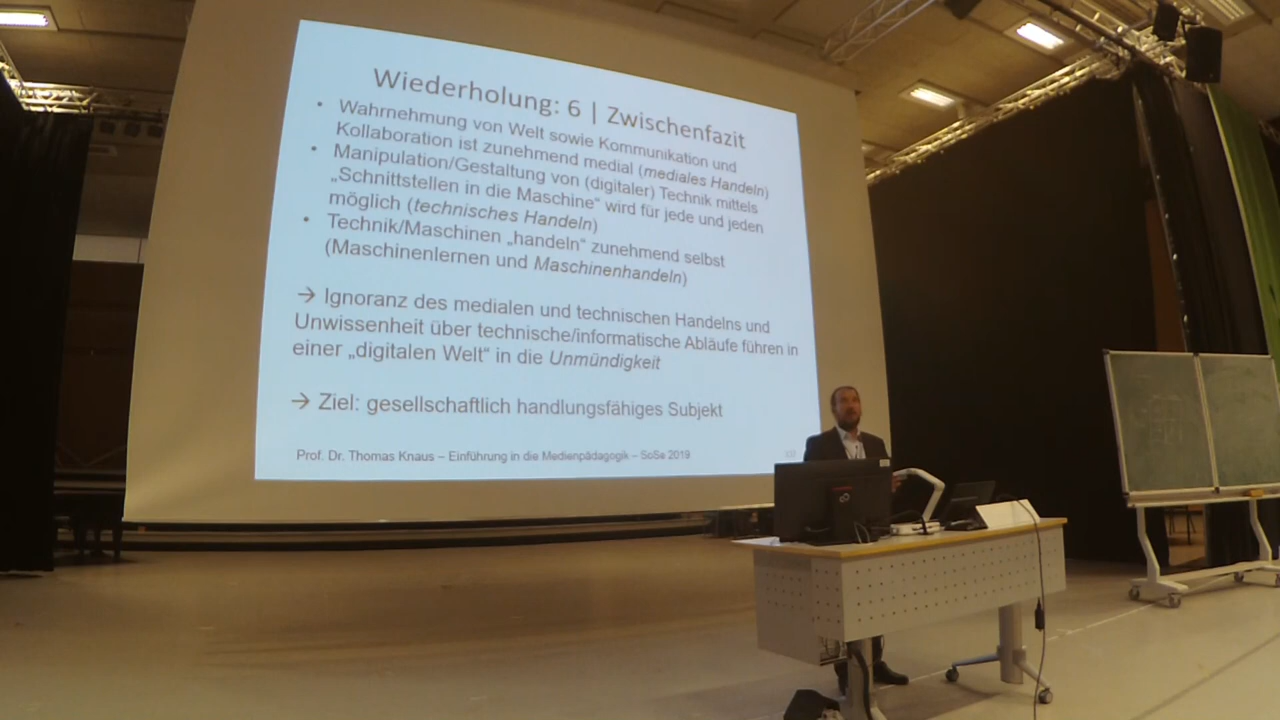 Wiederholung: 6 | Zwischenfazit
• Wahrnehmung von Welt sowie Kommunikation und
Kollaboration ist zunehmend medial (mediales Handeln)
• Manipulation/Gestaltung von (digitaler) Technik mittels
„Schnittstellen in die Maschine“ wird für jede und jeden
möglich (technisches Handeln)
• Technik/Maschinen „handeln“ zunehmend selbst
(Maschinenlernen und Maschinenhandeln)
→ Ignoranz des medialen und technischen Handelns und
Unwissenheit über technische/informatische Abläufe führen in
einer „digitalen Welt“ in die Unmündigkeit
→ Ziel: gesellschaftlich handlungsfähiges Subjekt
Prof. Dr. Thomas Knaus – Einführung in die Medienpädagogik – SoSe 2019